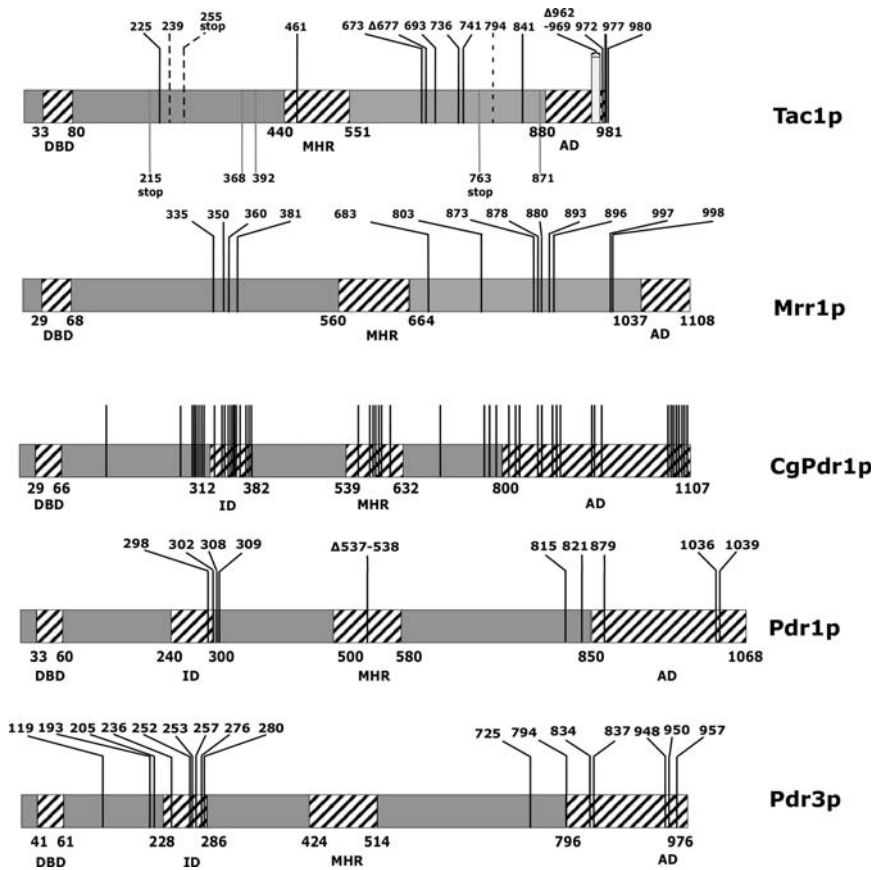 255
225 239 stop 461 673 Δ677 693 736 741 794 841 Δ962
-969 972 977 980
Tac1p
33 80 440 551 880 981
DBD MHR AD
215 368 392 763 871
stop stop
335 350 360 381 683 803 873 878 880 893 896 997 998
Mrr1p
29 68 560 664 1037 1108
DBD MHR AD
CgPdr1p
29 66 312 382 539 632 800 1107
DBD ID MHR AD
298 302 308 309 Δ537-538 815 821 879 1036 1039
Pdr1p
33 60 240 300 500 580 850 1068
DBD ID MHR AD
119 193 205 236 252 253 257 276 280 725 794 834 837 948 950 957
Pdr3p
41 61 228 286 424 514 796 976
DBD ID MHR AD